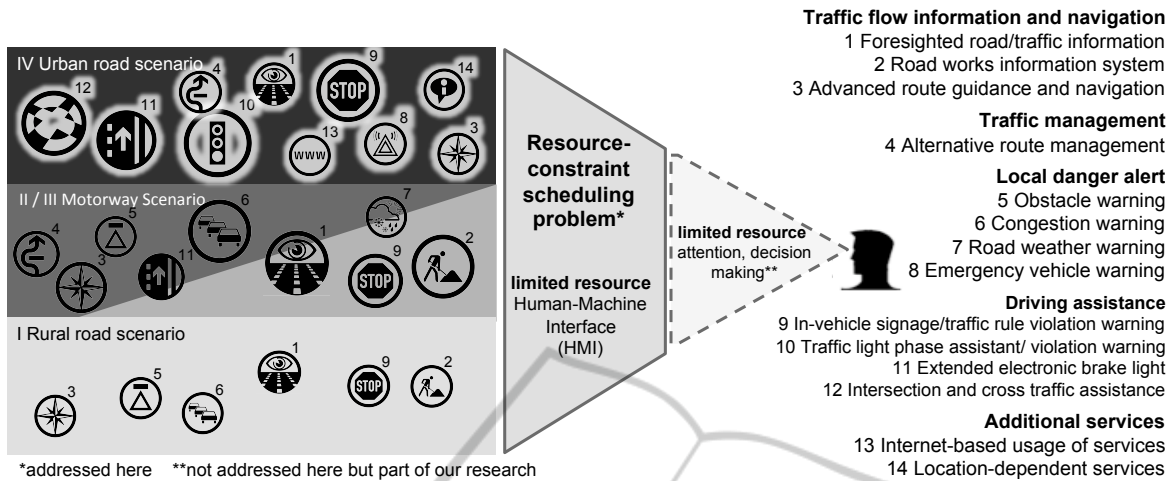 IV Urban road scenario
12
11
4
10
1
9
13
8
14
3
STOP
www
II / III Motorway Scenario
4
3
5
11
6
1
7
9
2
STOP
I Rural road scenario
3
5
6
1
9
2
STOP
*addressed here **not addressed here but part of our research
Resource-
constraint
scheduling
problem*
limited resource
Human-Machine
Interface
(HMI)
limited resource
attention, decision
making**
Traffic flow information and navigation
1 Foresighted road/traffic information
2 Road works information system
3 Advanced route guidance and navigation
Traffic management
4 Alternative route management
Local danger alert
5 Obstacle warning
6 Congestion warning
7 Road weather warning
8 Emergency vehicle warning
Driving assistance
9 In-vehicle signage/traffic rule violation warning
10 Traffic light phase assistant/ violation warning
11 Extended electronic brake light
12 Intersection and cross traffic assistance
Additional services
13 Internet-based usage of services
14 Location-dependent services